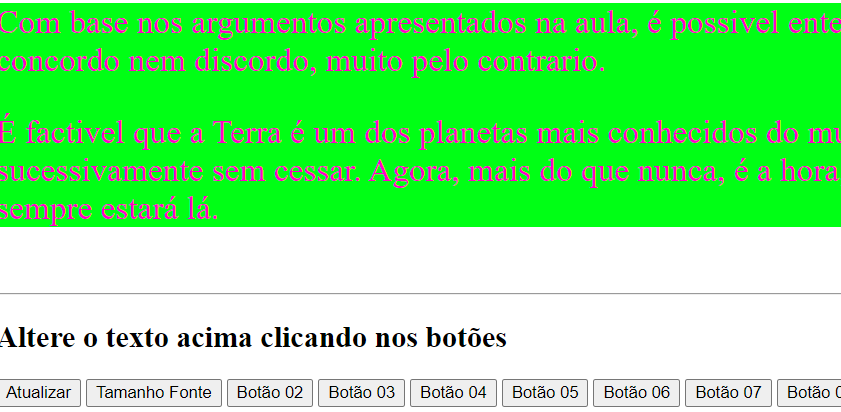 Com base nos argumentos apresentados na aula, é possivel ente
concordo nem discordo, muito pelo contrario.
É factivel que a Terra é um dos planetas mais conhecidos do mu
sucessivamente sem cessar. Agora, mais do que nunca, é a hora
sempre estará lá.
Altere o texto acima clicando nos botões
Atualizar Tamanho Fonte Botão 02 Botão 03 Botão 04 Botão 05 Botão 06 Botão 07 Botão 0